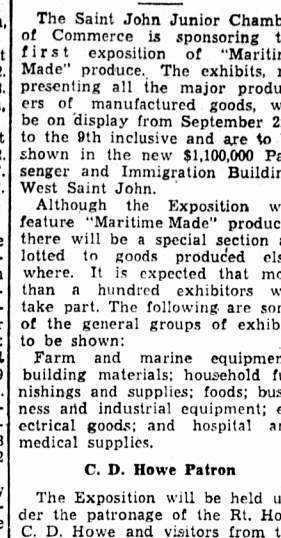 The Saint John Junior Chamb
of Commerce is sponsoring t
first exposition of "Maritim
Made" produce. The exhibits, r
presenting all the major produ
ers of manufactured goods, w
be on display from September 2
to the 9th inclusive and are to
shown in the new $1,100,000 Pa
senger and Immigration Buildin
West Saint John.
Although the Exposition w
feature "Maritime Made" produc
there will be a special section a
lotted to goods produced els
where. It is expected that mo
than a hundred exhibitors w
take part. The following are som
of the general groups of exhib
to be shown:
Farm and marine equipmen
building materials; household fu
nishings and supplies; foods; bus
ness and industrial equipment; e
ectrical goods; and hospital an
medical supplies.
C. D. Howe Patron
The Exposition will be held u
der the patronage of the Rt. Ho
C. D. Howe and visitors from t